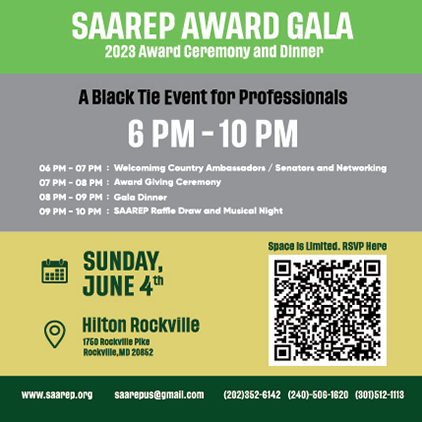 SAAREP AWARD GALA
2023 Award Ceremony and Dinner
A Black Tie Event for Professionals
6 PM - 10 PM
06 PM - 07 PM : Welcomimg Country Ambassadors / Senators and Networking
07 PM - 08 PM : Award Giving Ceremony
08 PM - 09 PM : Gala Dinner
09 PM - 10 PM : SAAREP Raffle Draw and Musical Night
SUNDAY,
JUNE 4th
Hilton Rockville
1750 Rockville Pike
Rockville,MD 20852
Space is Limited. RSVP Here
www.saarep.org saarepus@gmail.com (202)352-6142 (240)-506-1620 (301)512-1113